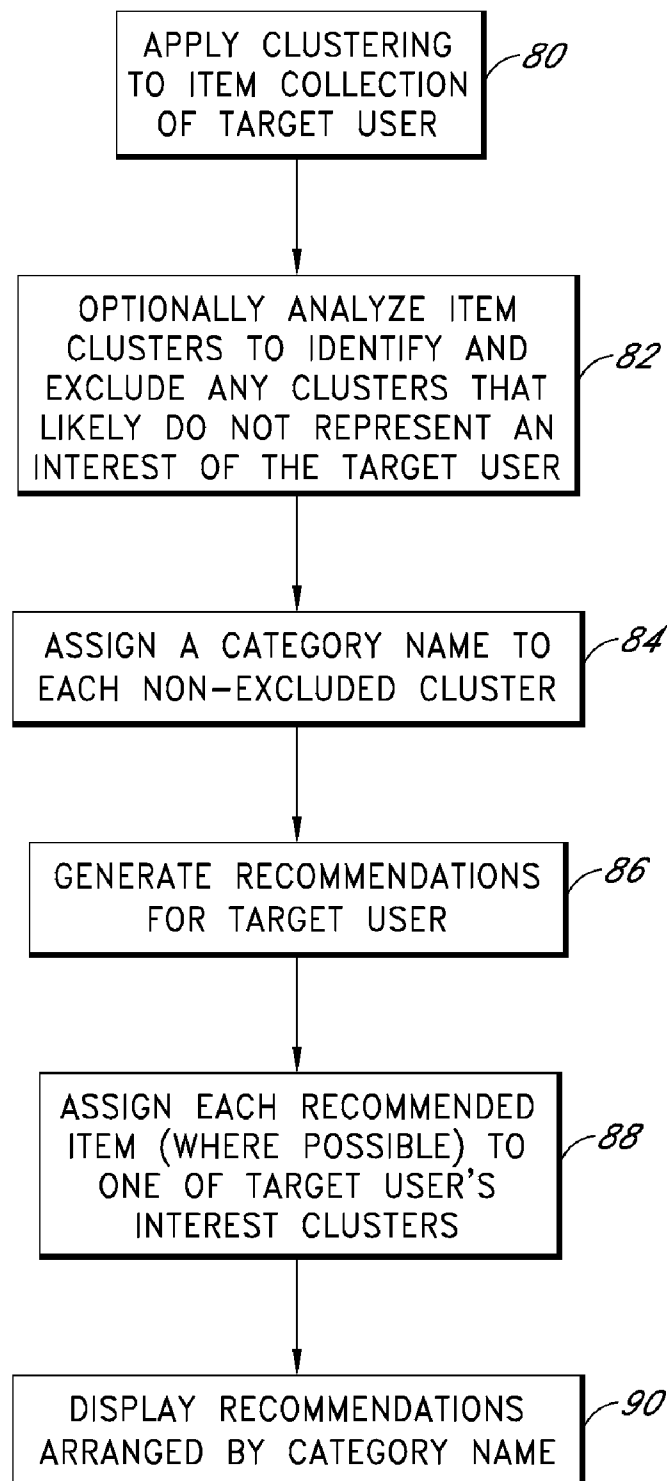 APPLY CLUSTERING
TO ITEM COLLECTION
OF TARGET USER
80
OPTIONALLY ANALYZE ITEM
CLUSTERS TO IDENTIFY AND
EXCLUDE ANY CLUSTERS THAT
LIKELY DO NOT REPRESENT AN
INTEREST OF THE TARGET USER
82
ASSIGN A CATEGORY NAME TO
EACH NON-EXCLUDED CLUSTER
84
GENERATE RECOMMENDATIONS
FOR TARGET USER
86
ASSIGN EACH RECOMMENDED
ITEM (WHERE POSSIBLE) TO
ONE OF TARGET USER'S
INTEREST CLUSTERS
88
DISPLAY RECOMMENDATIONS
ARRANGED BY CATEGORY NAME
90